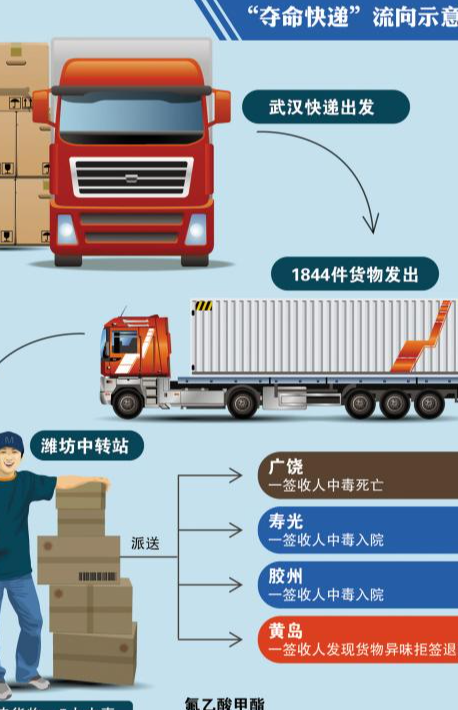 “夺命快递”流向示意
武汉快递出发
1844件货物发出
潍坊中转站
派送
广饶
一签收人中毒死亡
寿光
一签收人中毒入院
胶州
一签收人中毒入院
黄岛
一签收人发现货物异味拒签退
氟乙酸甲酯